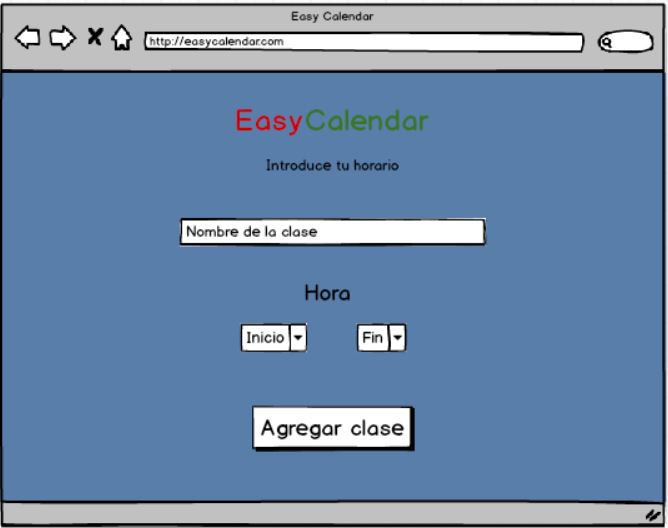 Easy Calendar
http://easycalendar.com
EasyCalendar
Introduce tu horario
Nombre de la clase
Hora
Inicio Fin
Agregar clase